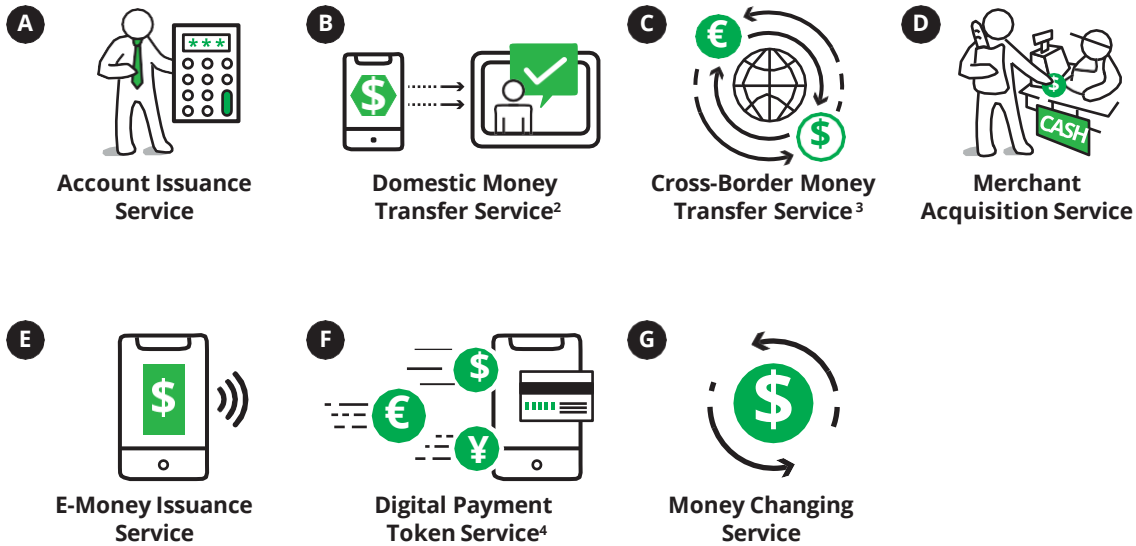 A
***
Account Issuance
Service
B
$
Domestic Money
Transfer Service²
C
€
$
Cross-Border Money
Transfer Service ³
D
$
CASH
Merchant
Acquisition Service
E
$
E-Money Issuance
Service
F
$
€
¥
Digital Payment
Token Service⁴
G
$
Money Changing
Service